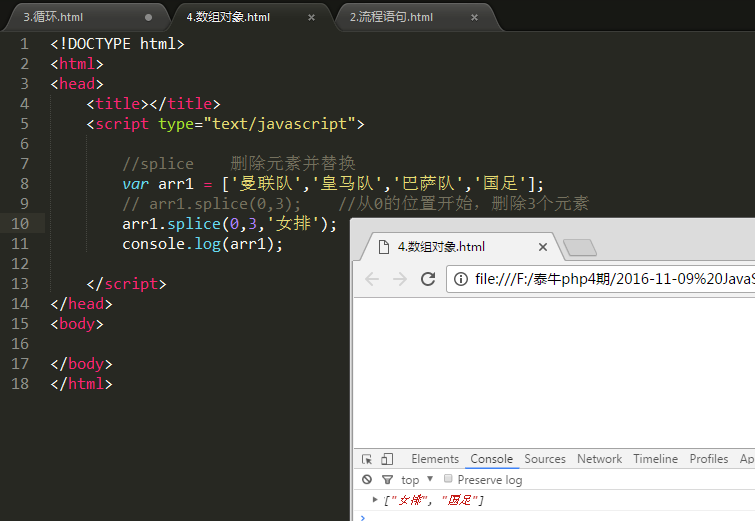 3.循环.html 4.数组对象.html 2.流程语句.html
1 <!DOCTYPE html>
2 <html>
3 <head>
4 <title></title>
5 <script type="text/javascript">
6
7 //splice 删除元素并替换
8 var arr1 = ['曼联队','皇马队','巴萨队','国足'];
9 // arr1.splice(0,3); //从0的位置开始，删除3个元素
10 arr1.splice(0,3,'女排');
11 console.log(arr1);
12
13 </script>
14 </head>
15 <body>
16
17 </body>
18 </html>
4.数组对象.html
file:///F:/泰牛php4期/2016-11-09%20JavaS
Elements Console Sources Network Timeline Profiles Ap
top Preserve log
["女排", "国足"]